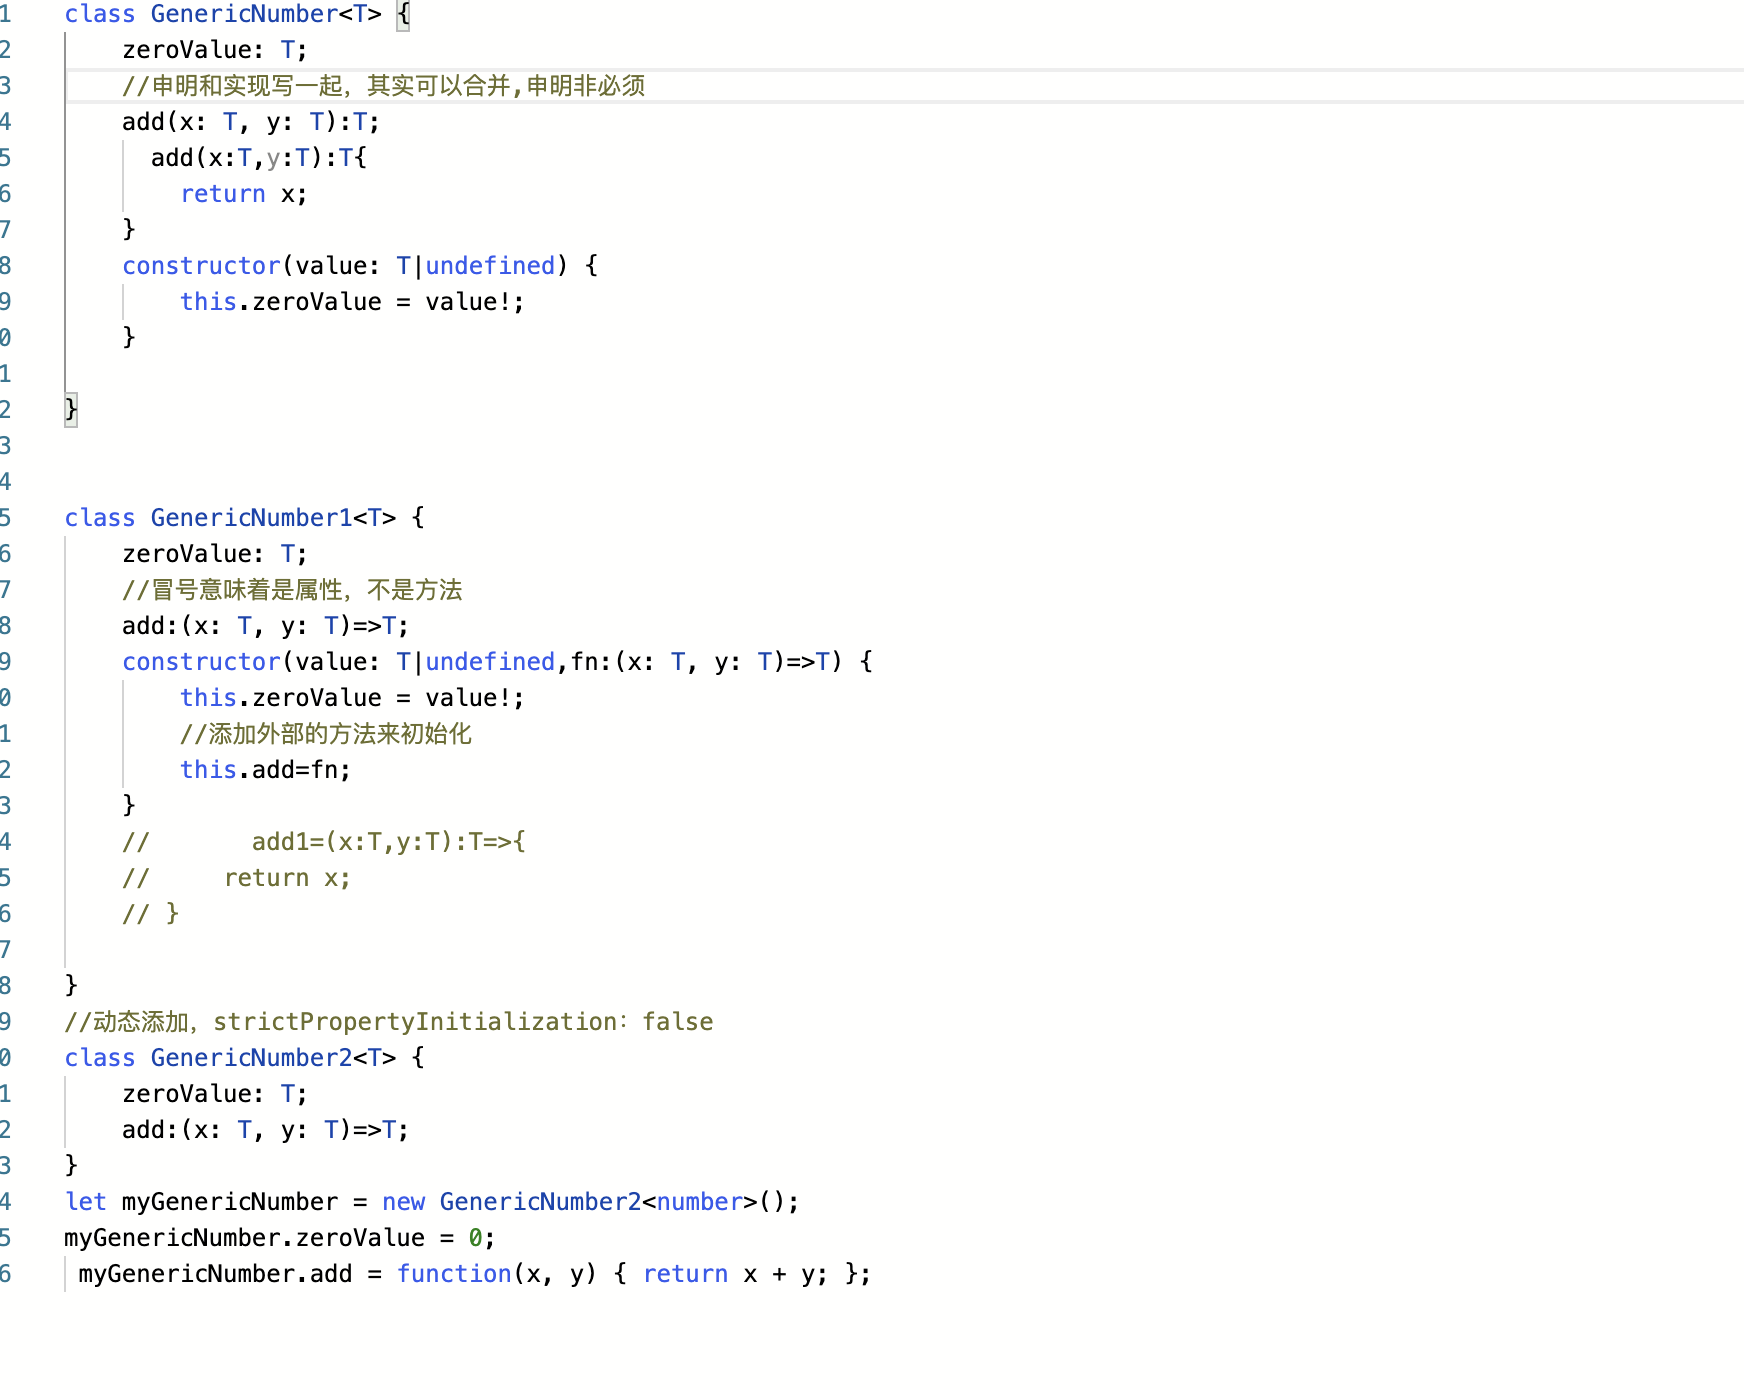 1 class GenericNumber<T> {
2 zeroValue: T;
3 //申明和实现写一起，其实可以合并,申明非必须
4 add(x: T, y: T):T;
5 add(x:T,y:T):T{
6 return x;
7 }
8 constructor(value: T|undefined) {
9 this.zeroValue = value!;
0 }
1
2 }
3
4
5 class GenericNumber1<T> {
6 zeroValue: T;
7 //冒号意味着是属性，不是方法
8 add:(x: T, y: T)=>T;
9 constructor(value: T|undefined,fn:(x: T, y: T)=>T) {
0 this.zeroValue = value!;
1 //添加外部的方法来初始化
2 this.add=fn;
3 }
4 // add1=(x:T,y:T):T=>{
5 // return x;
6 // }
7
8 }
9 //动态添加，strictPropertyInitialization：false
0 class GenericNumber2<T> {
1 zeroValue: T;
2 add:(x: T, y: T)=>T;
3 }
4 let myGenericNumber = new GenericNumber2<number>();
5 myGenericNumber.zeroValue = 0;
6 myGenericNumber.add = function(x, y) { return x + y; };